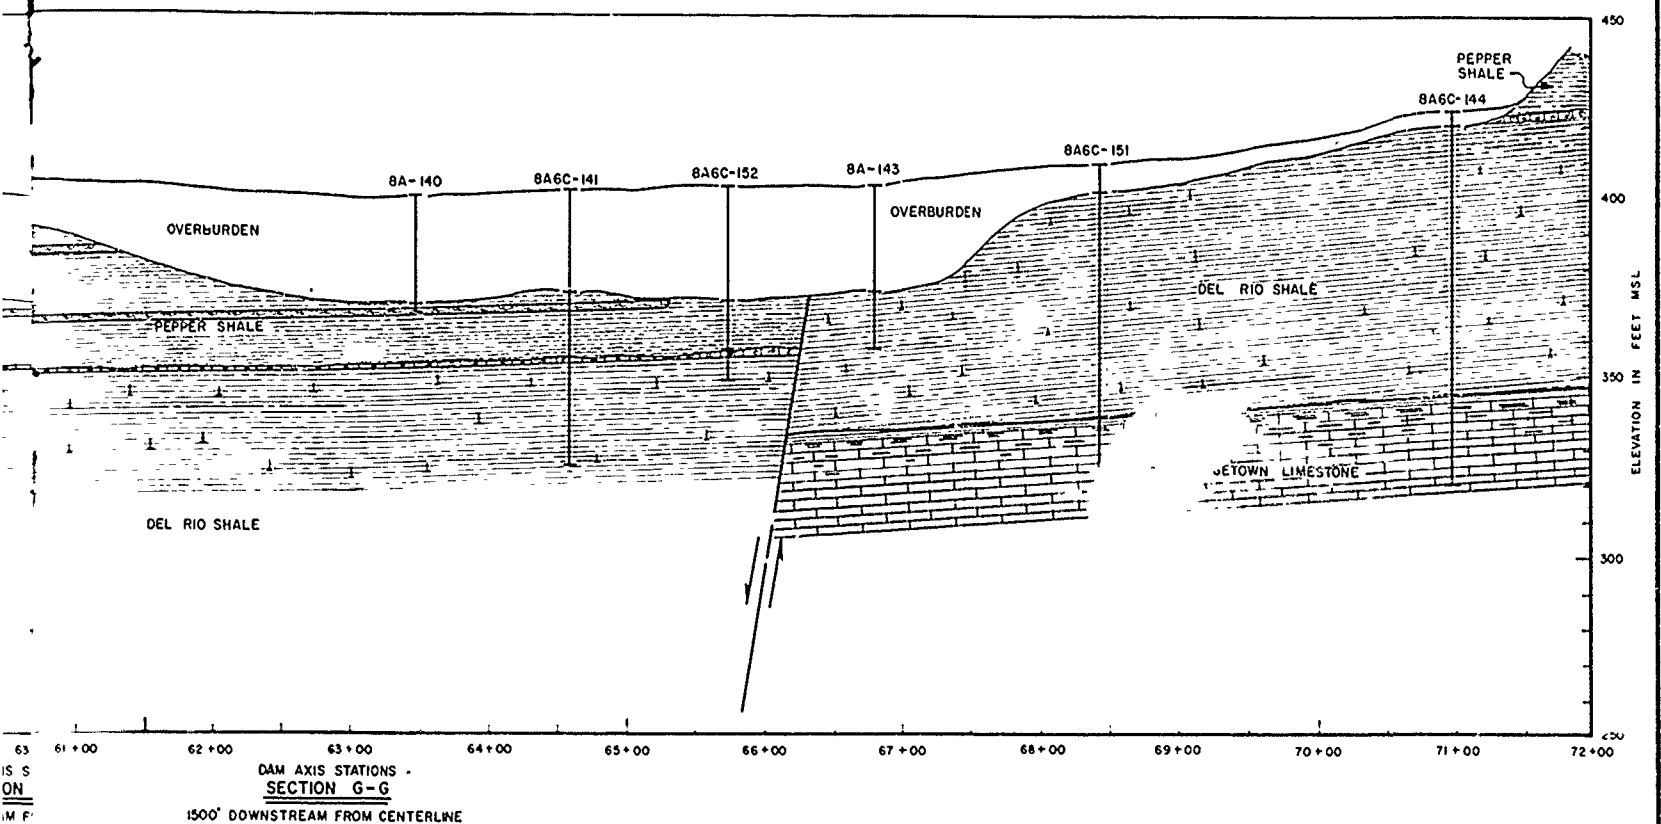 450
PEPPER
SHALE
8A6C-144
8A6C-151
8A-140
8A6C-141
8A6C-152
8A-143
400
OVERBURDEN
OVERBURDEN
DEL RIO SHALE
PEPPER SHALE
350
ELEVATION IN FEET MSL
ETOWN LIMESTONE
DEL RIO SHALE
300
63 61+00 62+00 63+00 64+00 65+00 66+00 67+00 68+00 69+00 70+00 71+00 72+00
IS S
DAM AXIS STATIONS
ON
SECTION G-G
M F
1500' DOWNSTREAM FROM CENTERLINE